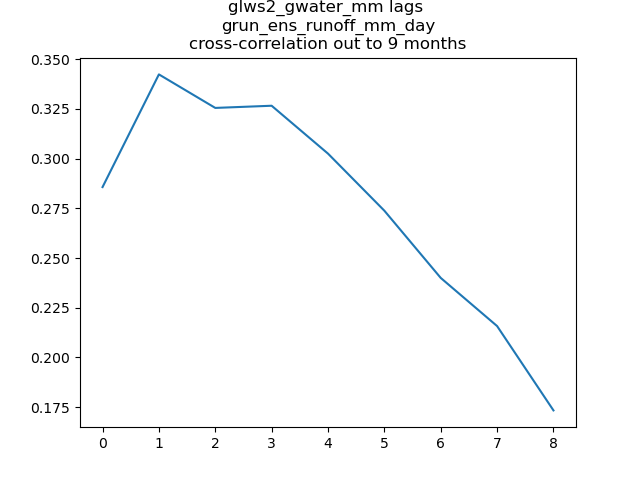 glws2_gwater_mm lags
grun_ens_runoff_mm_day
cross-correlation out to 9 months
0.350
0.325
0.300
0.275
0.250
0.225
0.200
0.175
0 1 2 3 4 5 6 7 8